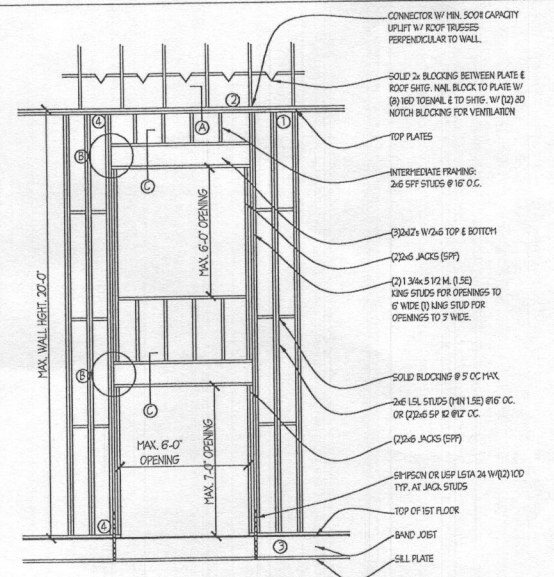 CONNECTOR W/ MIN. 500# CAPACITY
UPLIFT W/ ROOF TRUSSES
PERPENDICULAR TO WALL.
SOLID 2x BLOCKING BETWEEN PLATE &
ROOF SHTG. NAIL BLOCK TO PLATE W/
(8) 16D TOENAIL & TO SHTG. W/ (12) 8D
NOTCH BLOCKING FOR VENTILATION
2
4
A
1
TOP PLATES
B
C
INTERMEDIATE FRAMING:
2x6 SPF STUDS @ 16" O.C.
MAX. 6'-0" OPENING
(3)2x12's W/2x6 TOP & BOTTOM
(2)2x6 JACKS (SPF)
MAX. WALL HGHT. 20'-0"
(2) 1 3/4x 5 1/2 M. (1.5E)
KING STUDS FOR OPENINGS TO
6' WIDE (1) KING STUD FOR
OPENINGS TO 3' WIDE.
B
C
SOLID BLOCKING @ 5' OC MAX.
2x6 LSL STUDS (MIN 1.5E) @16" OC.
OR (2)2x6 SP #2 @12" OC.
MAX. 6'-0"
OPENING
MAX. 7'-0" OPENING
(2)2x6 JACKS (SPF)
SIMPSON OR USP LSTA 24 W/(12) 10D
TYP. AT JACK STUDS
4
TOP OF 1ST FLOOR
3
BAND JOIST
SILL PLATE